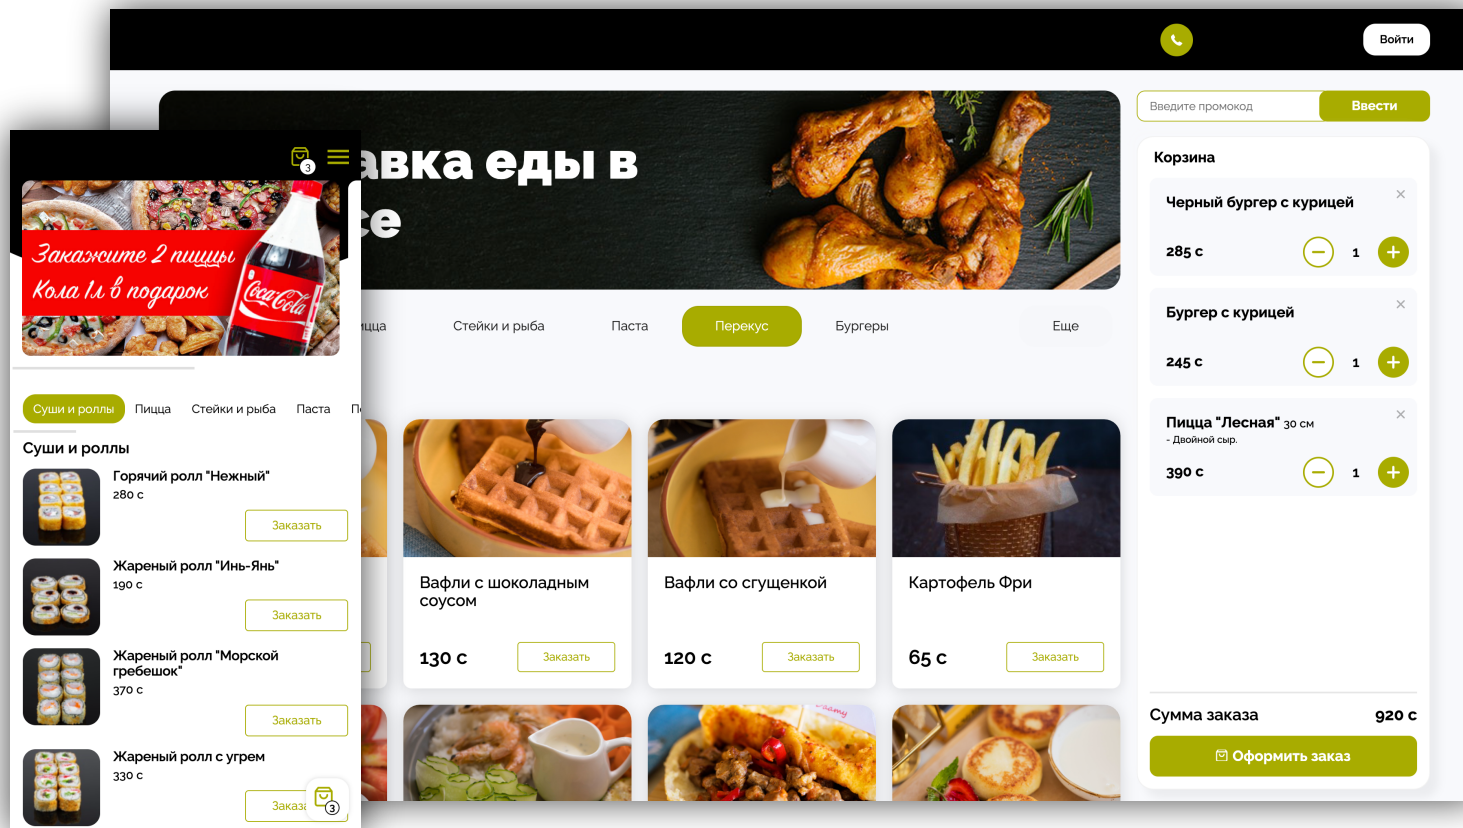 Войти
Введите промокод
Ввести
авка еды в
се
Стейки и рыба
Паста
Перекус
Бургеры
Еще
Вафли с шоколадным
соусом
130 с
Заказать
Вафли со сгущенкой
120 с
Заказать
Картофель Фри
65 с
Заказать
Корзина
Черный бургер с курицей
×
285 с
1
Бургер с курицей
×
245 с
1
Пицца "Лесная" 30 см
×
- Двойной сыр.
390 с
1
Сумма заказа
920 с
Оформить заказ
3
Закажите 2 пиццы
Кола 1л в подарок
Coca-Cola
Суши и роллы
Пицца
Стейки и рыба
Паста
Суши и роллы
Горячий ролл "Нежный"
280 с
Заказать
Жареный ролл "Инь-Янь"
190 с
Заказать
Жареный ролл "Морской
гребешок"
370 с
Заказать
Жареный ролл с угрем
330 с
Заказа
3